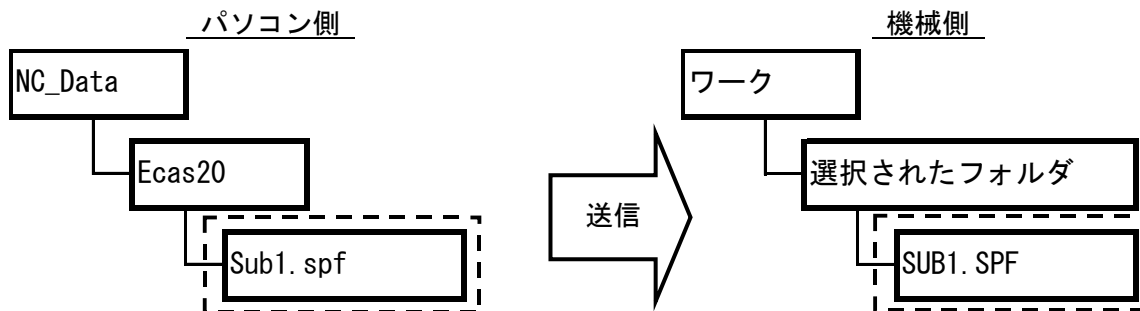 パソコン側
機械側
NC_Data
ワーク
Ecas20
選択されたフォルダ
送信
Sub1.spf
SUB1.SPF